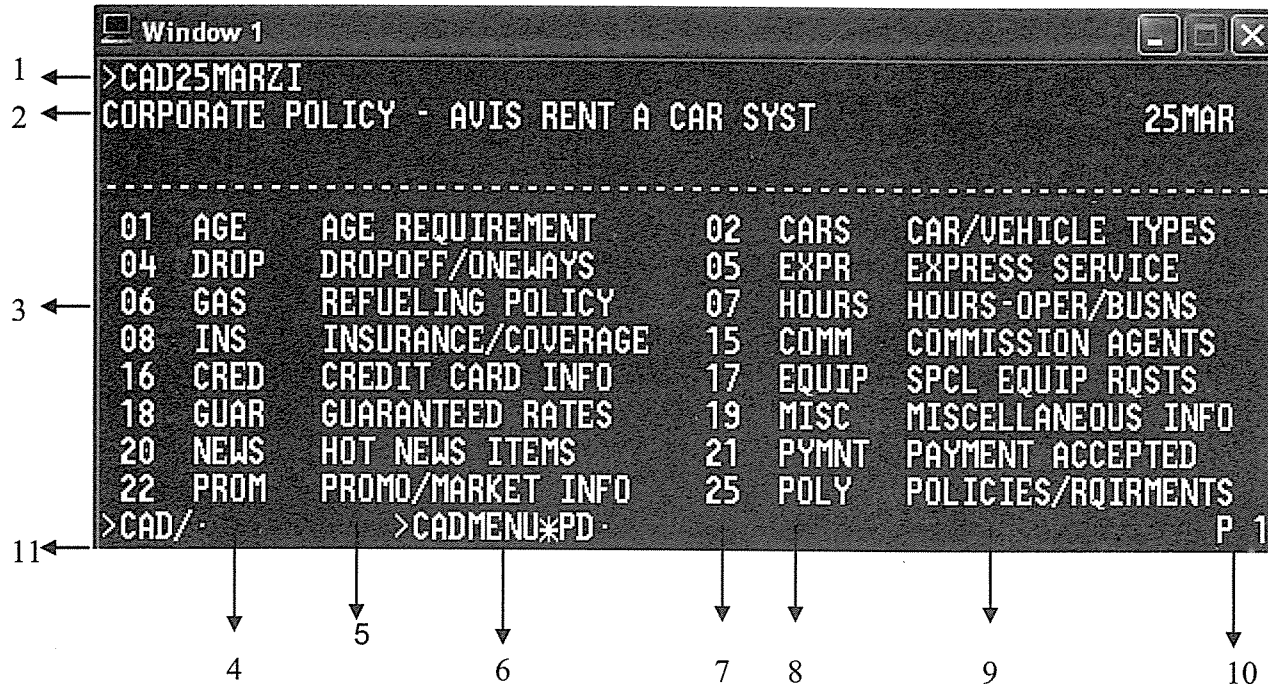 Window 1
1 >CAD25MARZI
2 CORPORATE POLICY - AVIS RENT A CAR SYST 25MAR
01 AGE AGE REQUIREMENT 02 CARS CAR/VEHICLE TYPES
04 DROP DROPOFF/ONEWAYS 05 EXPR EXPRESS SERVICE
3 06 GAS REFUELING POLICY 07 HOURS HOURS-OPER/BUSNS
08 INS INSURANCE/COVERAGE 15 COMM COMMISSION AGENTS
16 CRED CREDIT CARD INFO 17 EQUIP SPCL EQUIP RQSTS
18 GUAR GUARANTEED RATES 19 MISC MISCELLANEOUS INFO
20 NEWS HOT NEWS ITEMS 21 PYMNT PAYMENT ACCEPTED
22 PROM PROMO/MARKET INFO 25 POLY POLICIES/RQIRMENTS
>CAD/· >CADMENU*PD· P 1
11
4 5 6 7 8 9 10